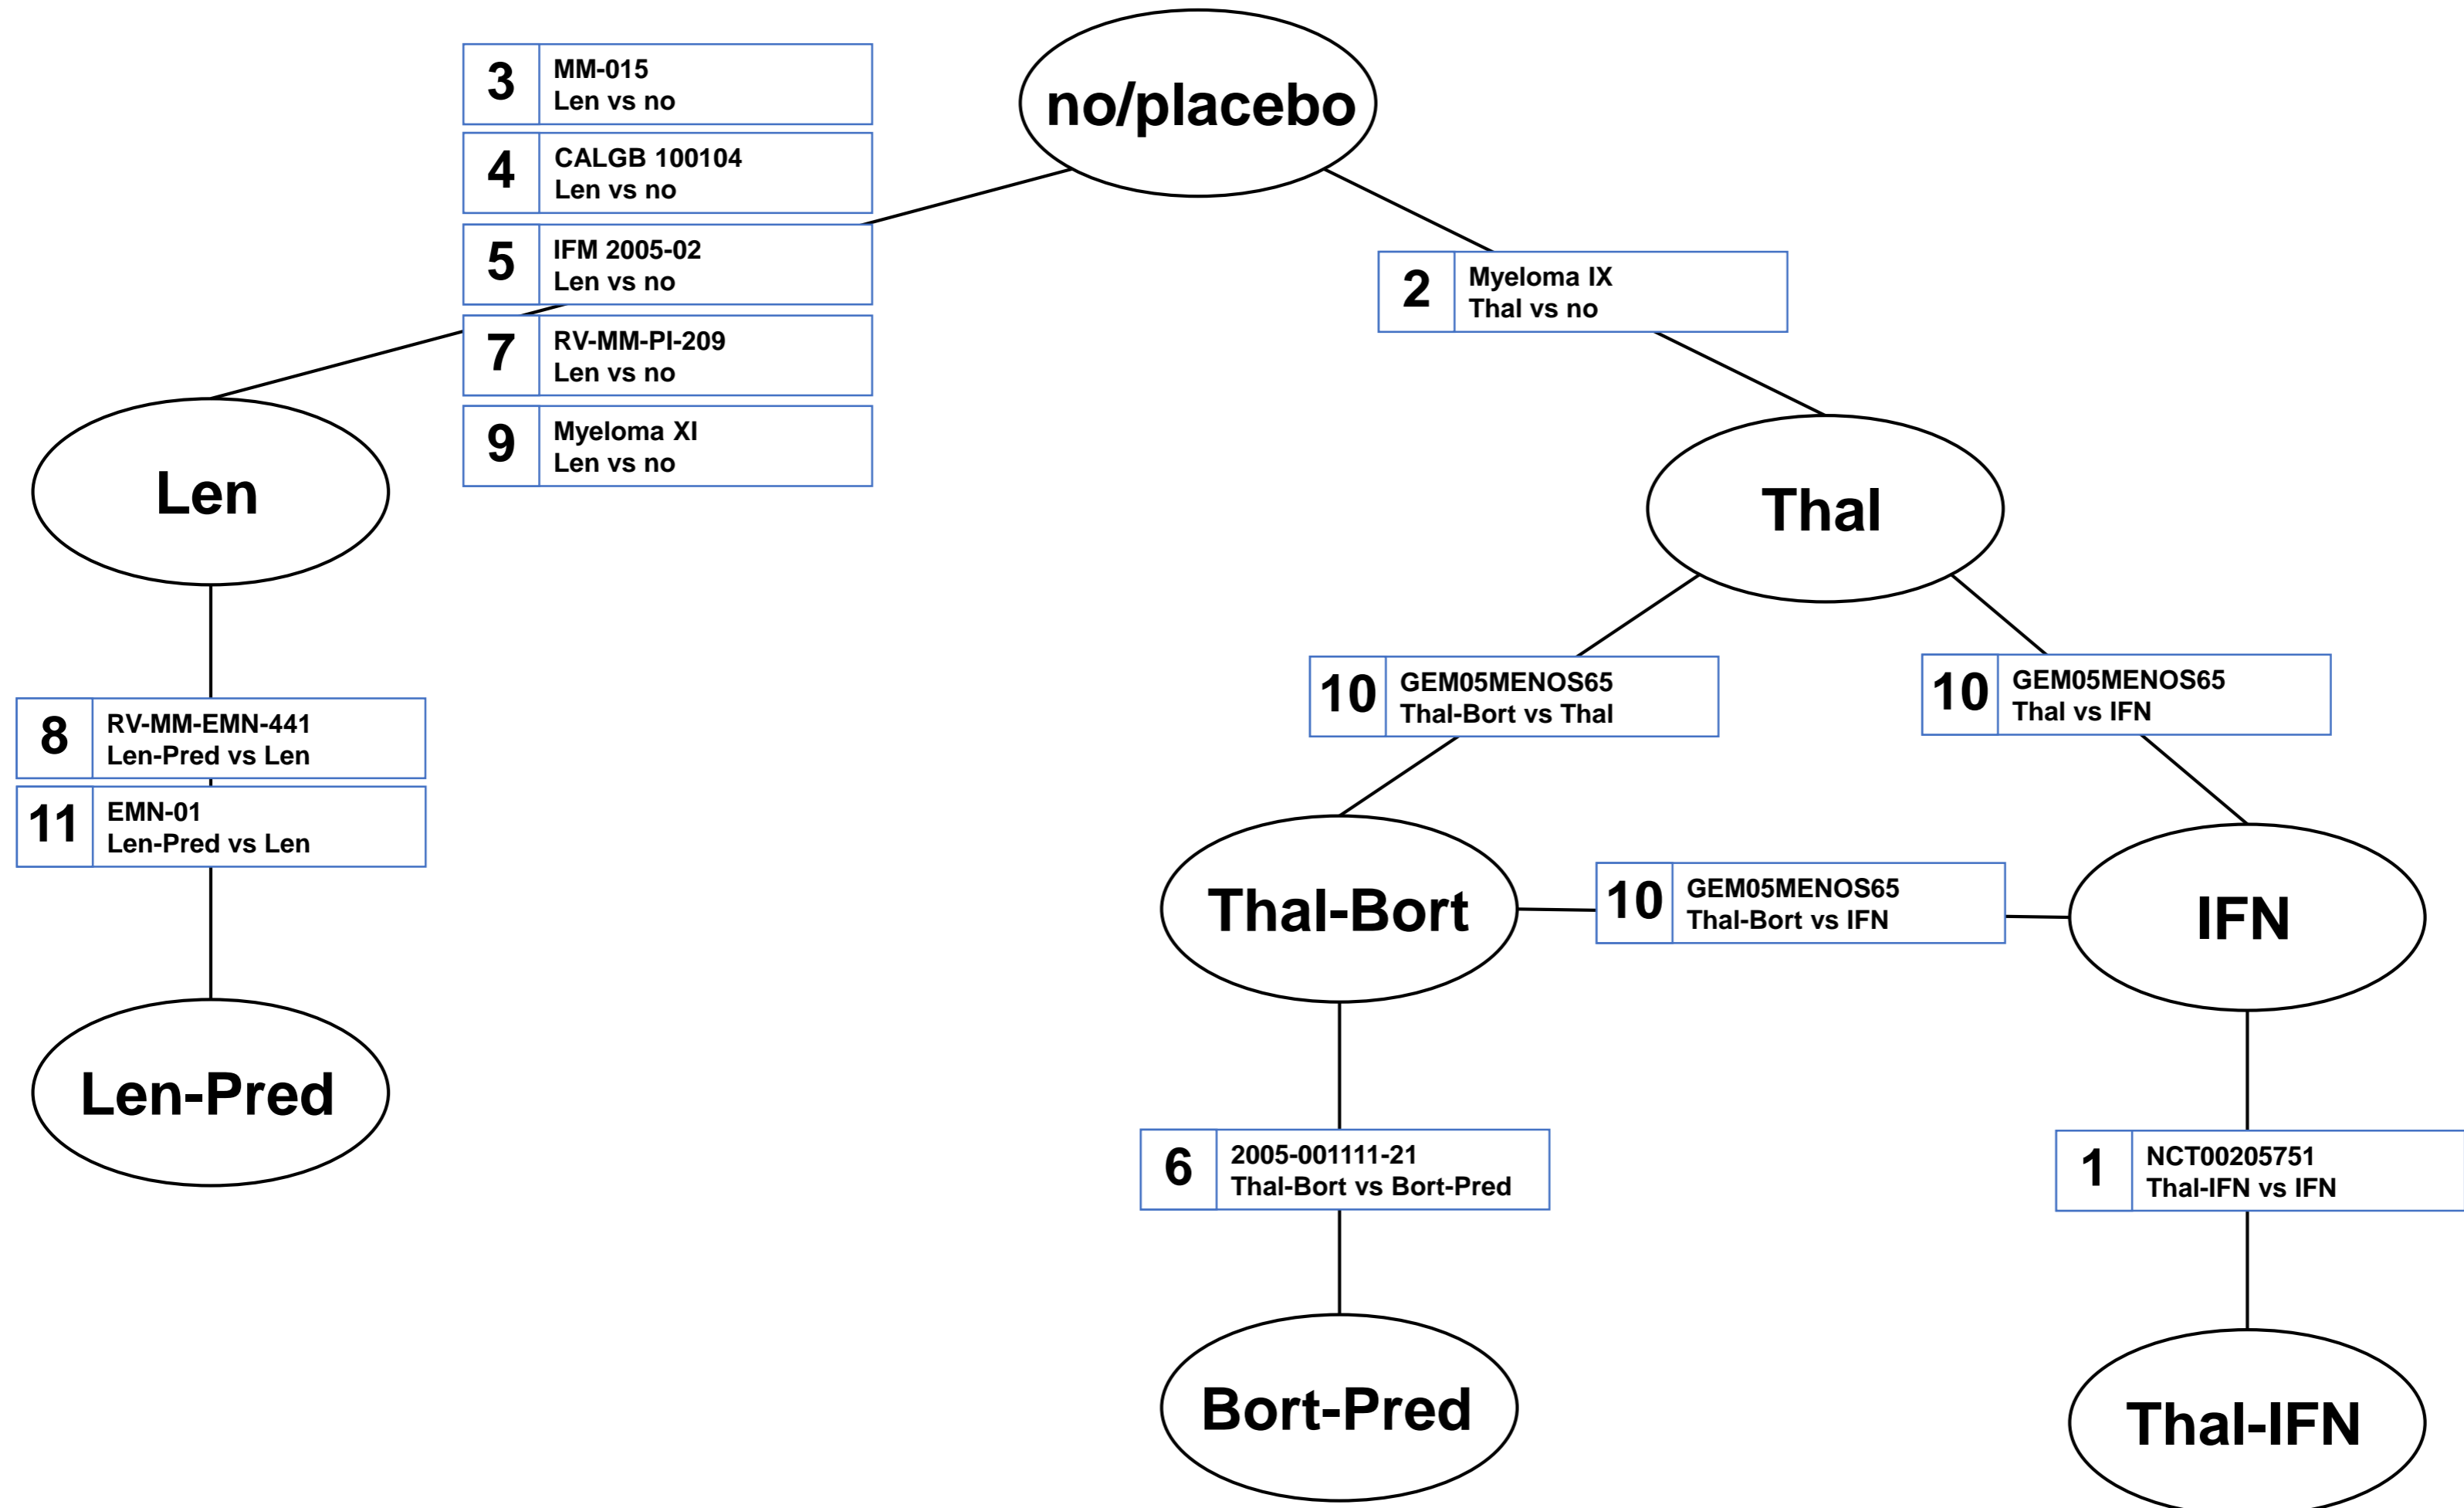 no/placebo
3
MM-015
Len vs no
4
CALGB 100104
Len vs no
5
IFM 2005-02
Len vs no
7
RV-MM-PI-209
Len vs no
9
Myeloma XI
Len vs no
2
Myeloma IX
Thal vs no
Len
Thal
10
GEM05MENOS65
Thal-Bort vs Thal
10
GEM05MENOS65
Thal vs IFN
8
RV-MM-EMN-441
Len-Pred vs Len
11
EMN-01
Len-Pred vs Len
Thal-Bort
10
GEM05MENOS65
Thal-Bort vs IFN
IFN
Len-Pred
6
2005-001111-21
Thal-Bort vs Bort-Pred
1
NCT00205751
Thal-IFN vs IFN
Bort-Pred
Thal-IFN